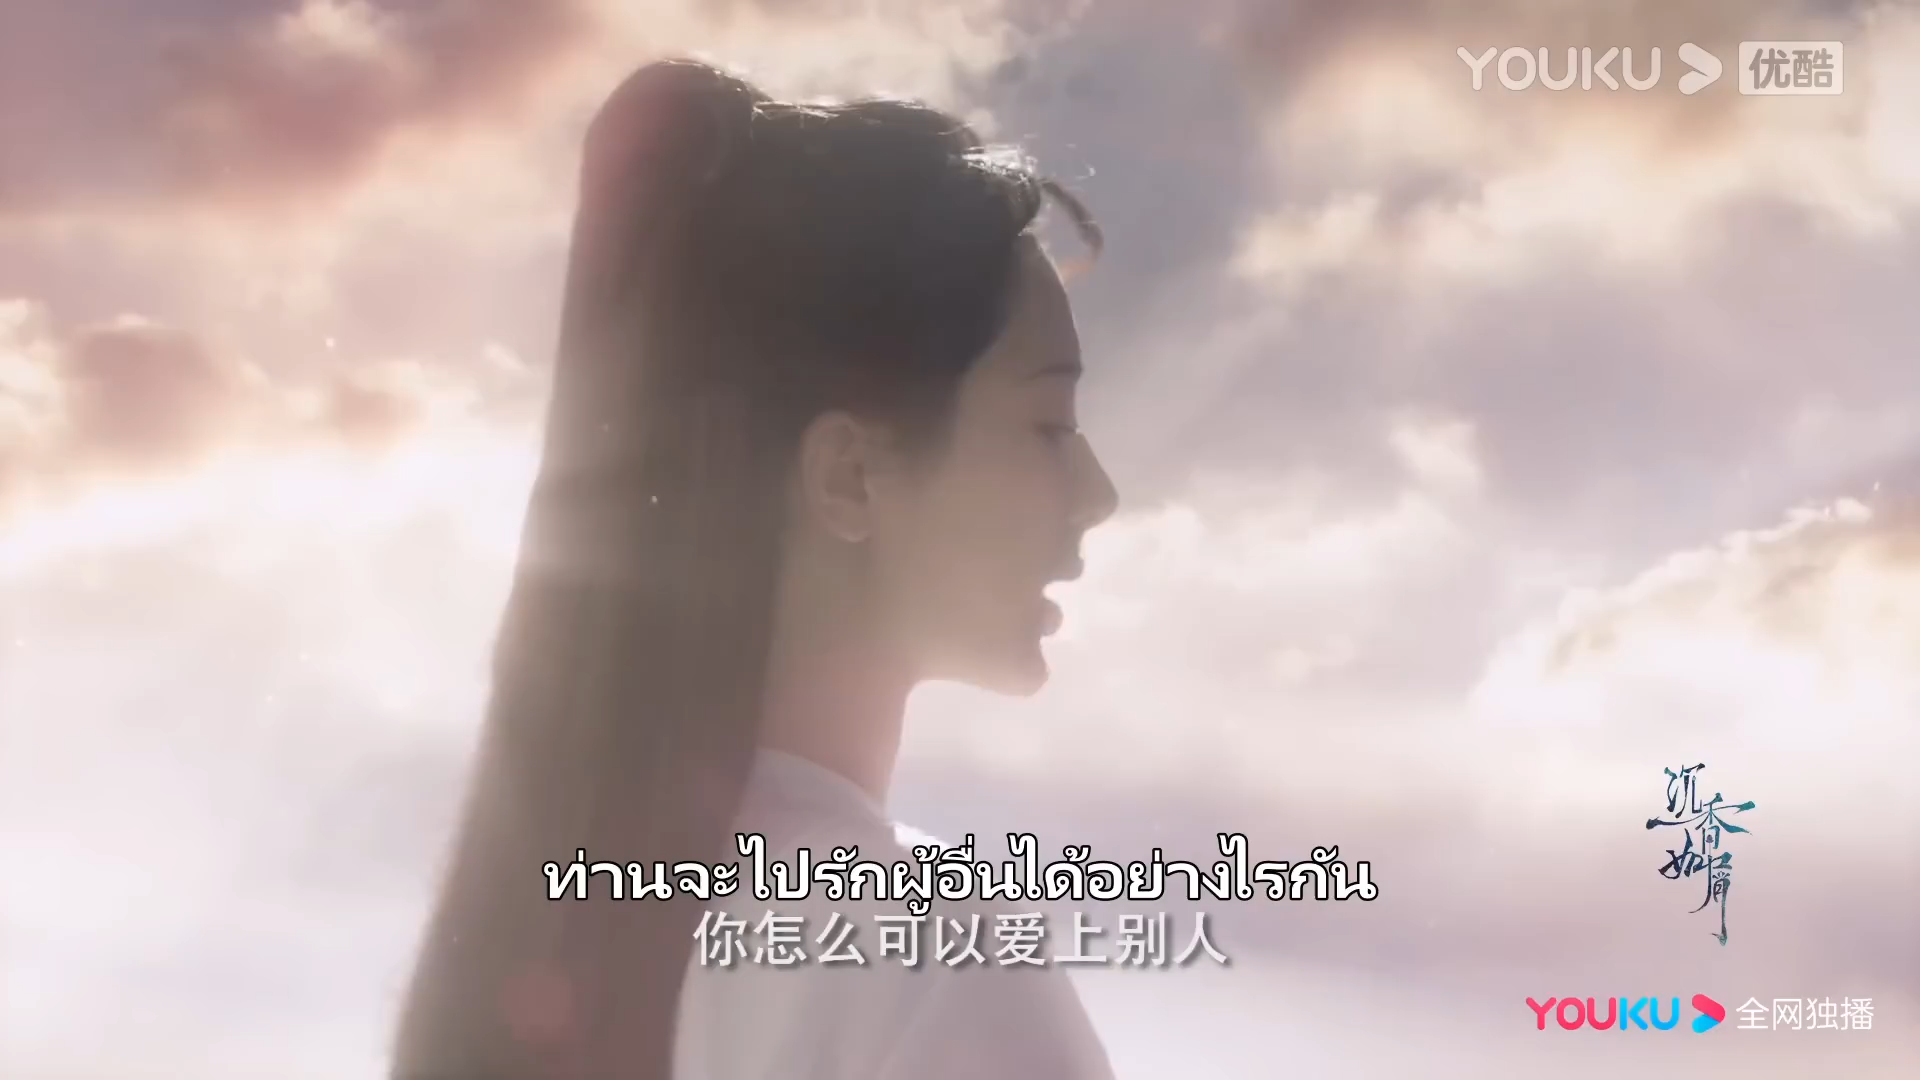 YOUKU 优酷
ท่านจะไปรักผู้อื่นได้อย่างไรกัน
你怎么可以爱上别人
沉香如屑
YOUKU 全网独播